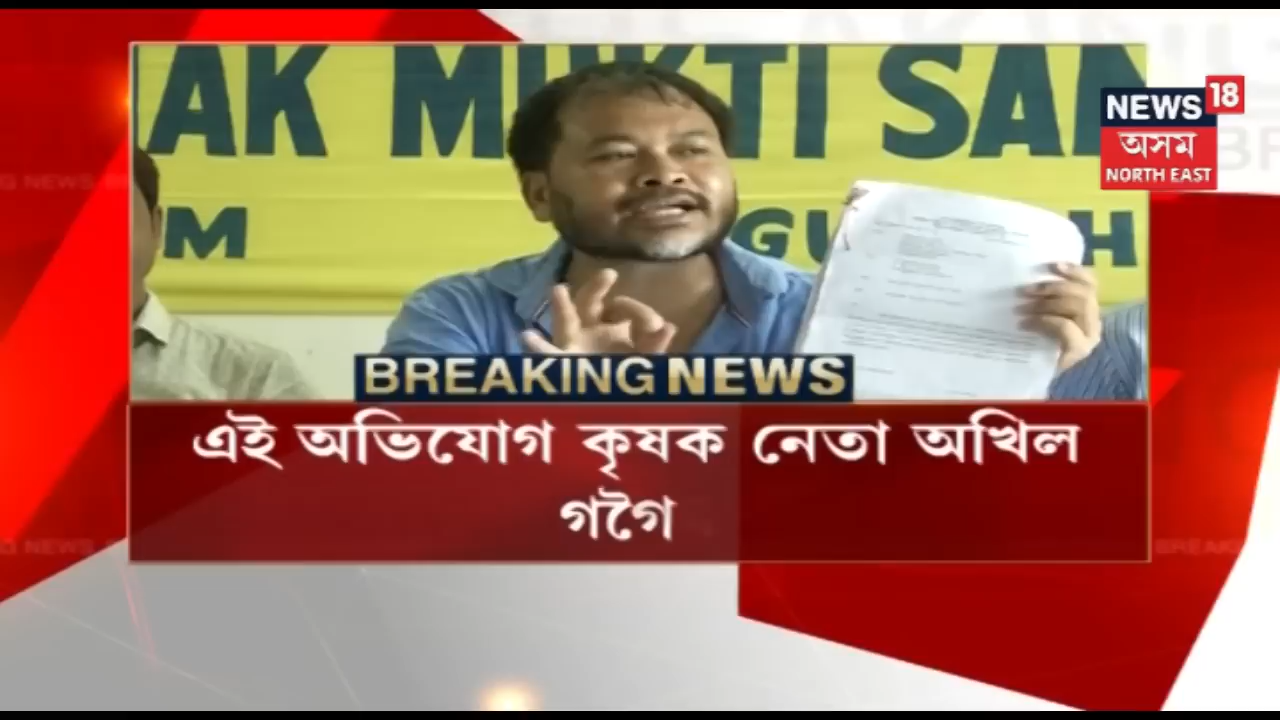 AK MUKTI SAN
M GU H
NEWS 18
অসম
NORTH EAST
BREAKING NEWS
এই অভিযোগ কৃষক নেতা অখিল
গগৈ